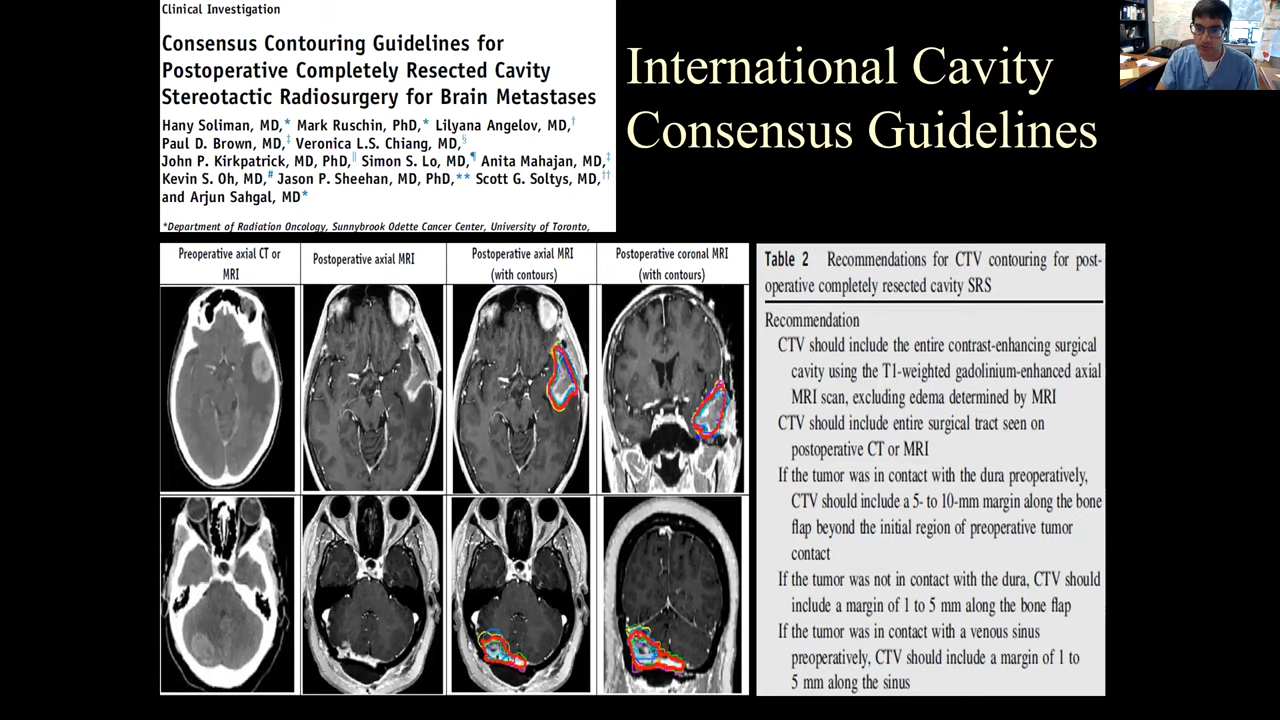 Clinical Investigation
Consensus Contouring Guidelines for
Postoperative Completely Resected Cavity
Stereotactic Radiosurgery for Brain Metastases
Hany Soliman, MD,* Mark Ruschin, PhD,* Lilyana Angelov, MD,†
Paul D. Brown, MD,‡ Veronica L.S. Chiang, MD,§
John P. Kirkpatrick, MD, PhD,‖ Simon S. Lo, MD,¶ Anita Mahajan, MD,‡
Kevin S. Oh, MD,# Jason P. Sheehan, MD, PhD,** Scott G. Soltys, MD,††
and Arjun Sahgal, MD*
*Department of Radiation Oncology, Sunnybrook Odette Cancer Center, University of Toronto,
International Cavity
Consensus Guidelines
Preoperative axial CT or
MRI
Postoperative axial MRI
Postoperative axial MRI
(with contours)
Postoperative coronal MRI
(with contours)
Table 2 Recommendations for CTV contouring for post-
operative completely resected cavity SRS
Recommendation
CTV should include the entire contrast-enhancing surgical
cavity using the T1-weighted gadolinium-enhanced axial
MRI scan, excluding edema determined by MRI
CTV should include entire surgical tract seen on
postoperative CT or MRI
If the tumor was in contact with the dura preoperatively,
CTV should include a 5- to 10-mm margin along the bone
flap beyond the initial region of preoperative tumor
contact
If the tumor was not in contact with the dura, CTV should
include a margin of 1 to 5 mm along the bone flap
If the tumor was in contact with a venous sinus
preoperatively, CTV should include a margin of 1 to
5 mm along the sinus